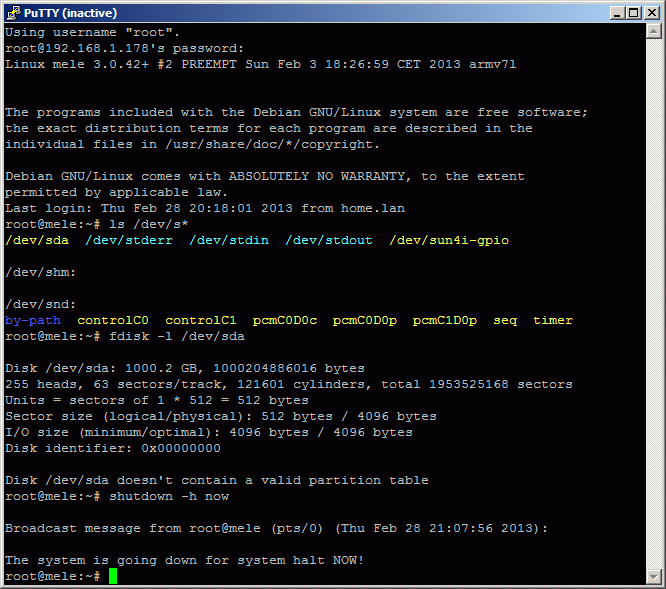 PuTTY (inactive)
Using username "root".
root@192.168.1.178's password:
Linux mele 3.0.42+ #2 PREEMPT Sun Feb 3 18:26:59 CET 2013 armv7l
The programs included with the Debian GNU/Linux system are free software;
the exact distribution terms for each program are described in the
individual files in /usr/share/doc/*/copyright.
Debian GNU/Linux comes with ABSOLUTELY NO WARRANTY, to the extent
permitted by applicable law.
Last login: Thu Feb 28 20:18:01 2013 from home.lan
root@mele:~# ls /dev/s*
/dev/sda  /dev/stderr  /dev/stdin  /dev/stdout  /dev/sun4i-gpio
/dev/shm:
/dev/snd:
by-path  controlC0  controlC1  pcmC0D0c  pcmC0D0p  pcmC1D0p  seq  timer
root@mele:~# fdisk -l /dev/sda
Disk /dev/sda: 1000.2 GB, 1000204886016 bytes
255 heads, 63 sectors/track, 121601 cylinders, total 1953525168 sectors
Units = sectors of 1 * 512 = 512 bytes
Sector size (logical/physical): 512 bytes / 4096 bytes
I/O size (minimum/optimal): 4096 bytes / 4096 bytes
Disk identifier: 0x00000000
Disk /dev/sda doesn't contain a valid partition table
root@mele:~# shutdown -h now
Broadcast message from root@mele (pts/0) (Thu Feb 28 21:07:56 2013):
The system is going down for system halt NOW!
root@mele:~#